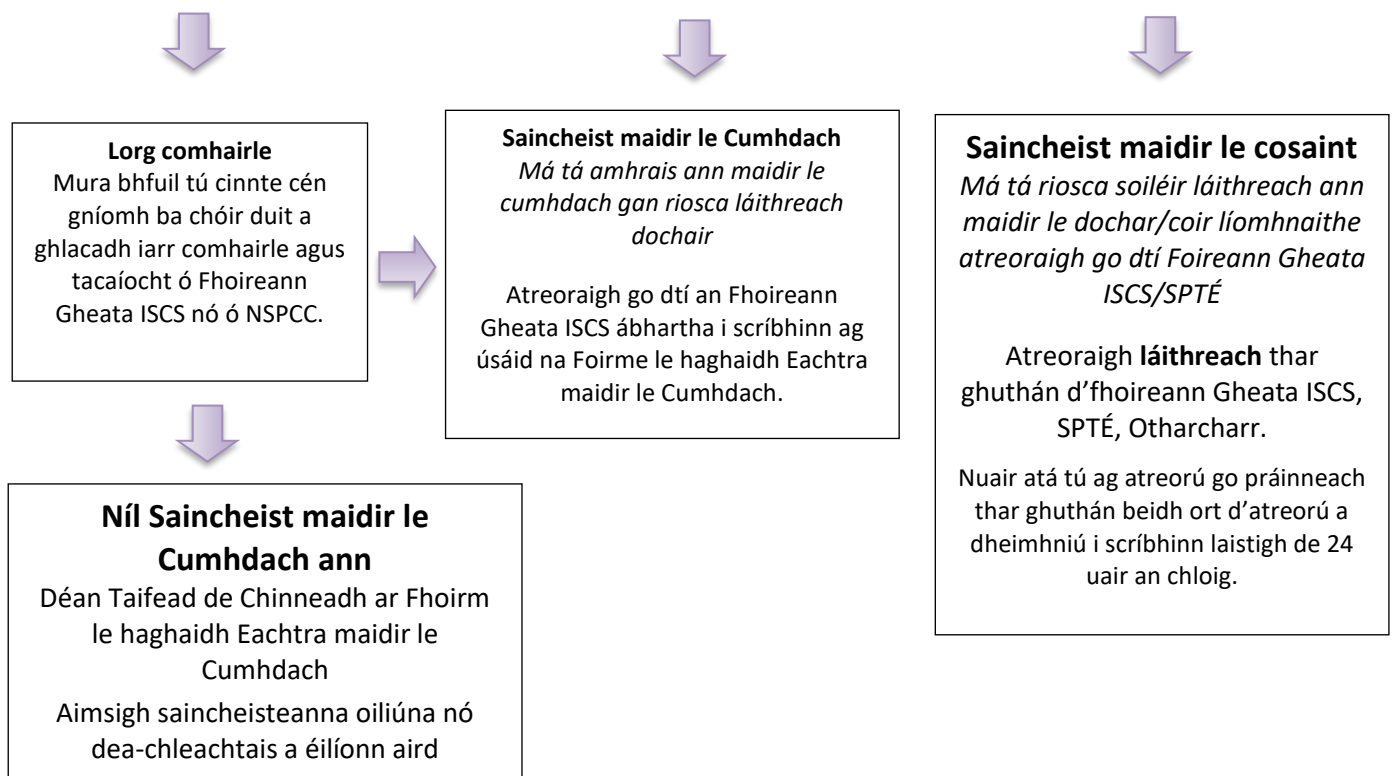 Lorg comhairle
Mura bhfuil tú cinnte cén
gníomh ba chóir duit a
ghlacadh iarr comhairle agus
tacaíocht ó Fhoireann
Gheata ISCS nó ó NSPCC.
Saincheist maidir le Cumhdach
Má tá amhrais ann maidir le
cumhdach gan riosca láithreach
dochair
Atreoraigh go dtí an Fhoireann
Gheata ISCS ábhartha i scríbhinn ag
úsáid na Foirme le haghaidh Eachtra
maidir le Cumhdach.
Saincheist maidir le cosaint
Má tá riosca soiléir láithreach ann
maidir le dochar/coir líomhnaithe
atreoraigh go dtí Foireann Gheata
ISCS/SPTÉ
Atreoraigh láithreach thar
ghuthán d’fhoireann Gheata ISCS,
SPTÉ, Otharcharr.
Nuair atá tú ag atreorú go práinneach
thar ghuthán beidh ort d’atreorú a
dheimhniú i scríbhinn laistigh de 24
uair an chloig.
Níl Saincheist maidir le
Cumhdach ann
Déan Taifead de Chinneadh ar Fhoirm
le haghaidh Eachtra maidir le
Cumhdach
Aimsigh saincheisteanna oiliúna nó
dea-chleachtais a éilíonn aird